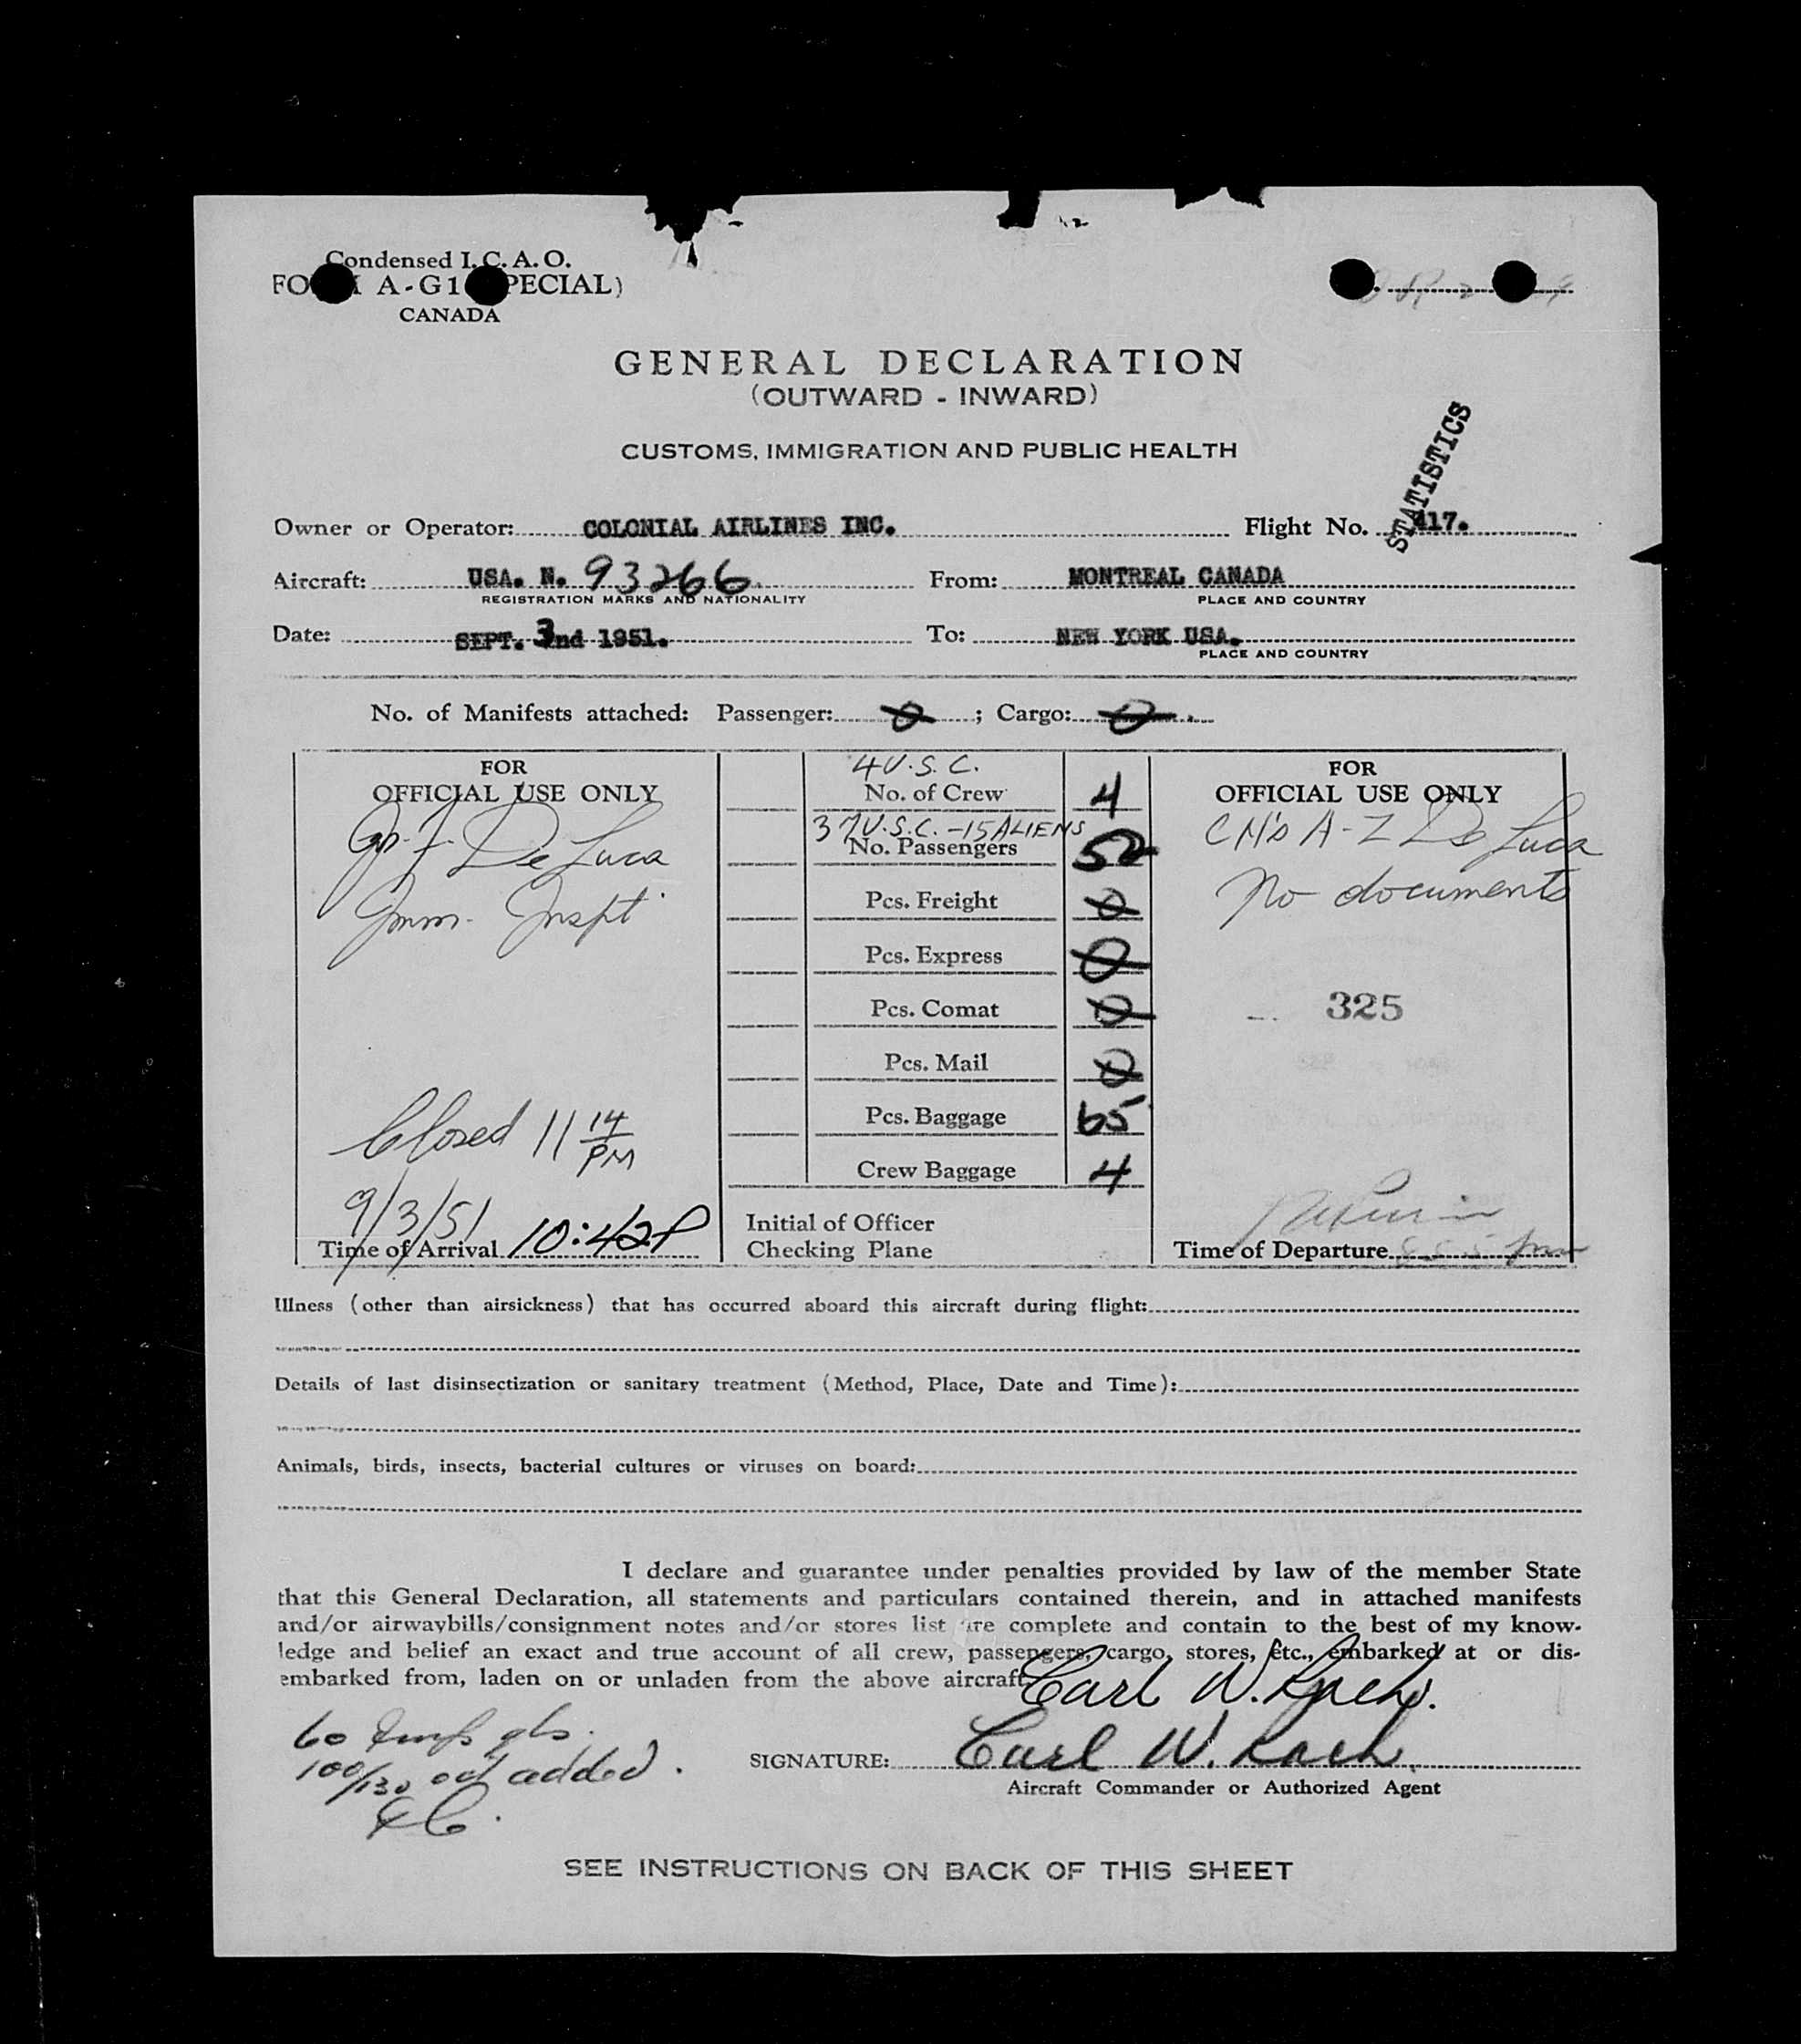 Condensed I.C.A.O.
A-G1
CANADA
GENERAL DECLARATION
(OUTWARD - INWARD)
CUSTOMS, IMMIGRATION AND PUBLIC HEALTH
STATISTICS
Owner or Operator: COLONIAL AIRLINES INC. Flight No. 417.
Aircraft: USA. N. 93266 From: MONTREAL CANADA
REGISTRATION MARKS AND NATIONALITY PLACE AND COUNTRY
Date: SEPT. 3nd 1951. To: NEW YORK USA.
PLACE AND COUNTRY
No. of Manifests attached: Passenger: 0 ; Cargo: 0
FOR
OFFICIAL USE ONLY
De Luca
Imm. Inspt
Closed 11 14 PM
9/3/51
Time of Arrival 10:42P
4 U.S.C.
No. of Crew 4
37 U.S.C. - 15 ALIENS
No. Passengers 52
Pcs. Freight 0
Pcs. Express 0
Pcs. Comat 0
Pcs. Mail 0
Pcs. Baggage 65
Crew Baggage 4
Initial of Officer
Checking Plane
FOR
OFFICIAL USE ONLY
A-Z De Luca
No documents
325
Time of Departure
Illness (other than airsickness) that has occurred aboard this aircraft during flight:
Details of last disinsectization or sanitary treatment (Method, Place, Date and Time):
Animals, birds, insects, bacterial cultures or viruses on board:
I declare and guarantee under penalties provided by law of the member State
that this General Declaration, all statements and particulars contained therein, and in attached manifests
and/or airwaybills/consignment notes and/or stores list are complete and contain to the best of my know-
ledge and belief an exact and true account of all crew, passengers, cargo, stores, etc., embarked at or dis-
embarked from, laden on or unladen from the above aircraft
Carl W. Koch.
60 Imp gls.
100/130 oct added.
SIGNATURE: Carl W. Koch.
Aircraft Commander or Authorized Agent
SEE INSTRUCTIONS ON BACK OF THIS SHEET